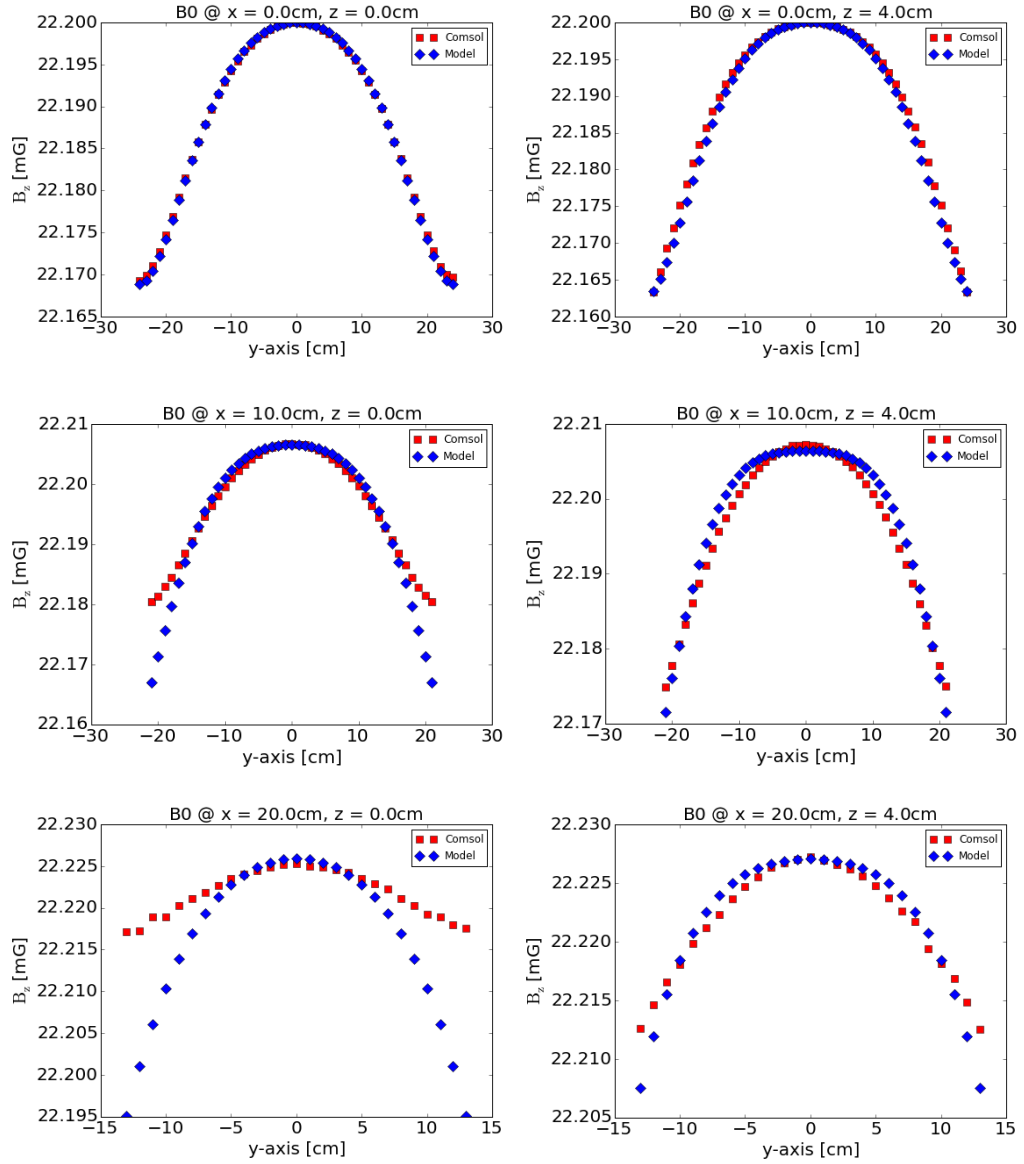 B0 @ x = 0.0cm, z = 0.0cm
22.200
22.195
22.190
22.185
22.180
22.175
22.170
22.165
B_z [mG]
Comsol
Model
−30 −20 −10 0 10 20 30
y-axis [cm]
B0 @ x = 0.0cm, z = 4.0cm
22.200
22.195
22.190
22.185
22.180
22.175
22.170
22.165
22.160
B_z [mG]
Comsol
Model
−30 −20 −10 0 10 20 30
y-axis [cm]
B0 @ x = 10.0cm, z = 0.0cm
22.21
22.20
22.19
22.18
22.17
22.16
B_z [mG]
Comsol
Model
−30 −20 −10 0 10 20 30
y-axis [cm]
B0 @ x = 10.0cm, z = 4.0cm
22.21
22.20
22.19
22.18
22.17
B_z [mG]
Comsol
Model
−30 −20 −10 0 10 20 30
y-axis [cm]
B0 @ x = 20.0cm, z = 0.0cm
22.230
22.225
22.220
22.215
22.210
22.205
22.200
22.195
B_z [mG]
Comsol
Model
−15 −10 −5 0 5 10 15
y-axis [cm]
B0 @ x = 20.0cm, z = 4.0cm
22.230
22.225
22.220
22.215
22.210
22.205
B_z [mG]
Comsol
Model
−15 −10 −5 0 5 10 15
y-axis [cm]